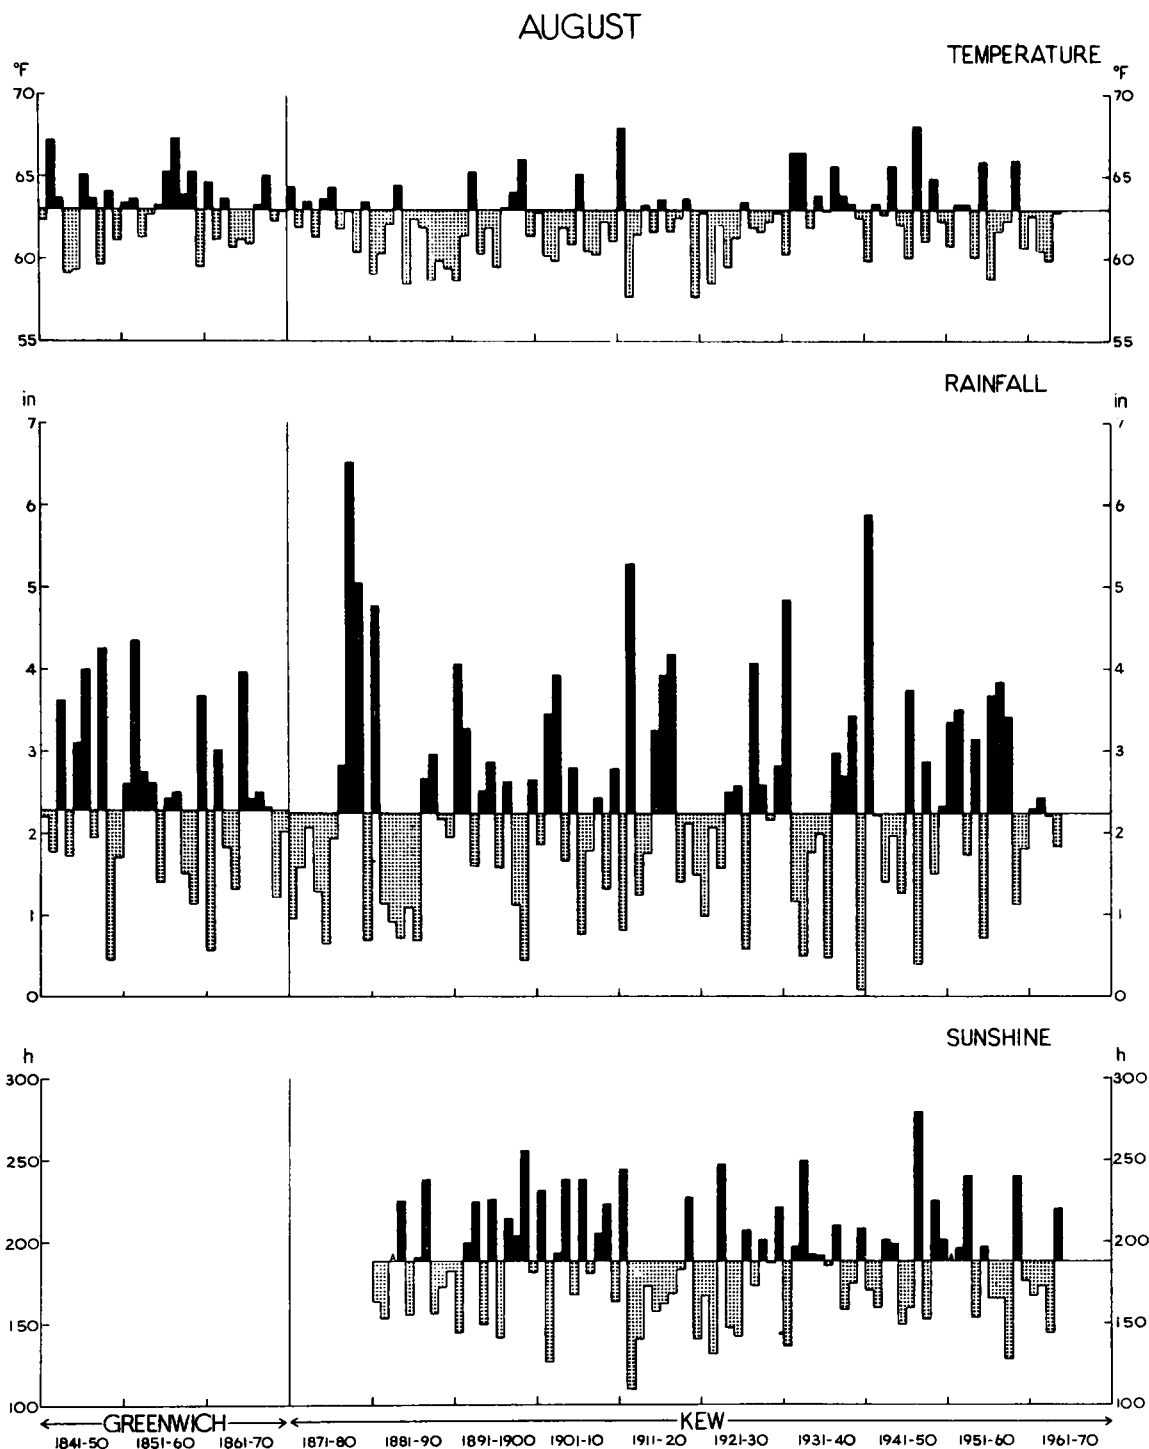 AUGUST
TEMPERATURE
°F °F
70 70
65 65
60 60
55 55
RAINFALL
in in
7 7
6 6
5 5
4 4
3 3
2 2
1 1
0 0
SUNSHINE
h h
300 300
250 250
200 200
150 150
100 100
GREENWICH KEW
1841-50 1851-60 1861-70 1871-80 1881-90 1891-1900 1901-10 1911-20 1921-30 1931-40 1941-50 1951-60 1961-70